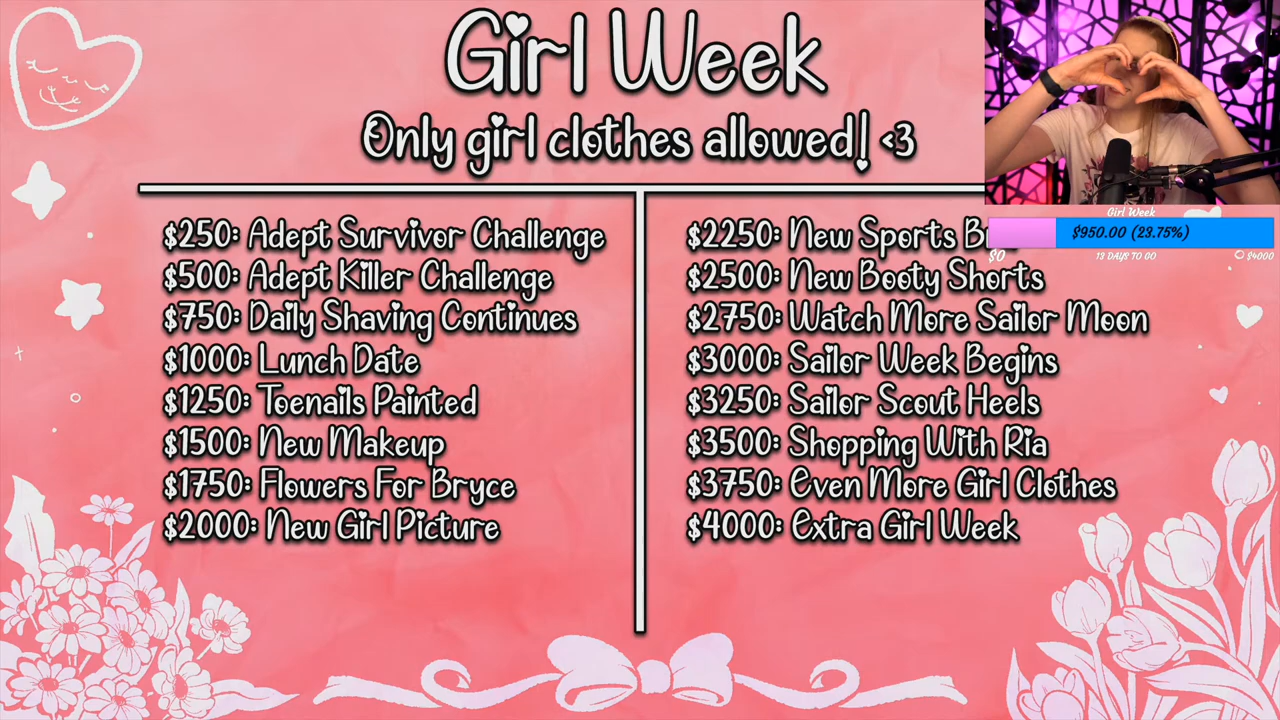 Girl Week
Only girl clothes allowed! <3
$250: Adept Survivor Challenge
$500: Adept Killer Challenge
$750: Daily Shaving Continues
$1000: Lunch Date
$1250: Toenails Painted
$1500: New Makeup
$1750: Flowers For Bryce
$2000: New Girl Picture
$2250: New Sports
$2500: New Booty Shorts
$2750: Watch More Sailor Moon
$3000: Sailor Week Begins
$3250: Sailor Scout Heels
$3500: Shopping With Ria
$3750: Even More Girl Clothes
$4000: Extra Girl Week
Girl Week
$950.00 (23.75%)
$0 13 DAYS TO GO $4000